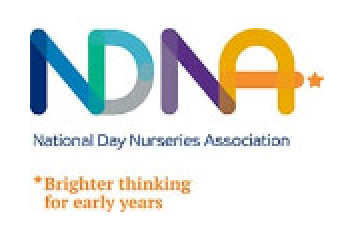 NDNA
National Day Nurseries Association
*Brighter thinking
for early years